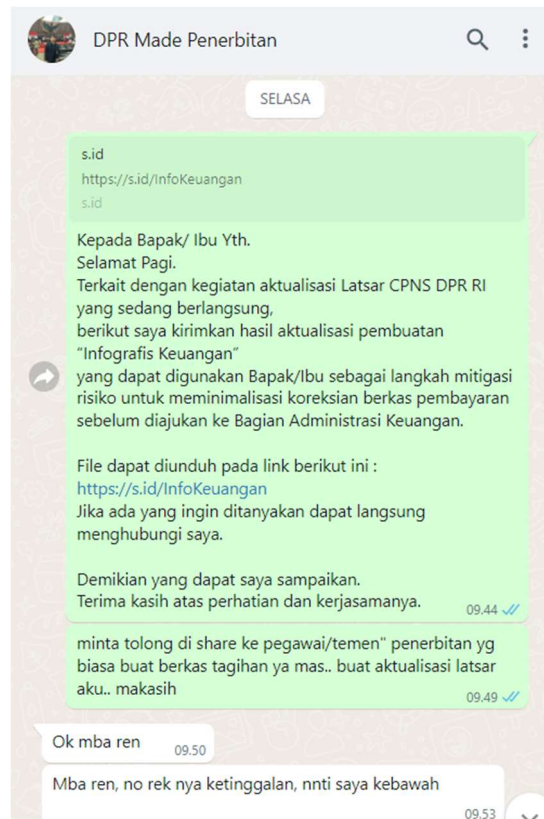 DPR Made Penerbitan
SELASA
s.id
https://s.id/InfoKeuangan
s.id
Kepada Bapak/ Ibu Yth.
Selamat Pagi.
Terkait dengan kegiatan aktualisasi Latsar CPNS DPR RI
yang sedang berlangsung,
berikut saya kirimkan hasil aktualisasi pembuatan
“Infografis Keuangan”
yang dapat digunakan Bapak/Ibu sebagai langkah mitigasi
risiko untuk meminimalisasi koreksian berkas pembayaran
sebelum diajukan ke Bagian Administrasi Keuangan.
File dapat diunduh pada link berikut ini :
https://s.id/InfoKeuangan
Jika ada yang ingin ditanyakan dapat langsung
menghubungi saya.
Demikian yang dapat saya sampaikan.
Terima kasih atas perhatian dan kerjasamanya.
09.44
minta tolong di share ke pegawai/temen" penerbitan yg
biasa buat berkas tagihan ya mas.. buat aktualisasi latsar
aku.. makasih
09.49
Ok mba ren
09.50
Mba ren, no rek nya ketinggalan, nnti saya kebawah
09.53